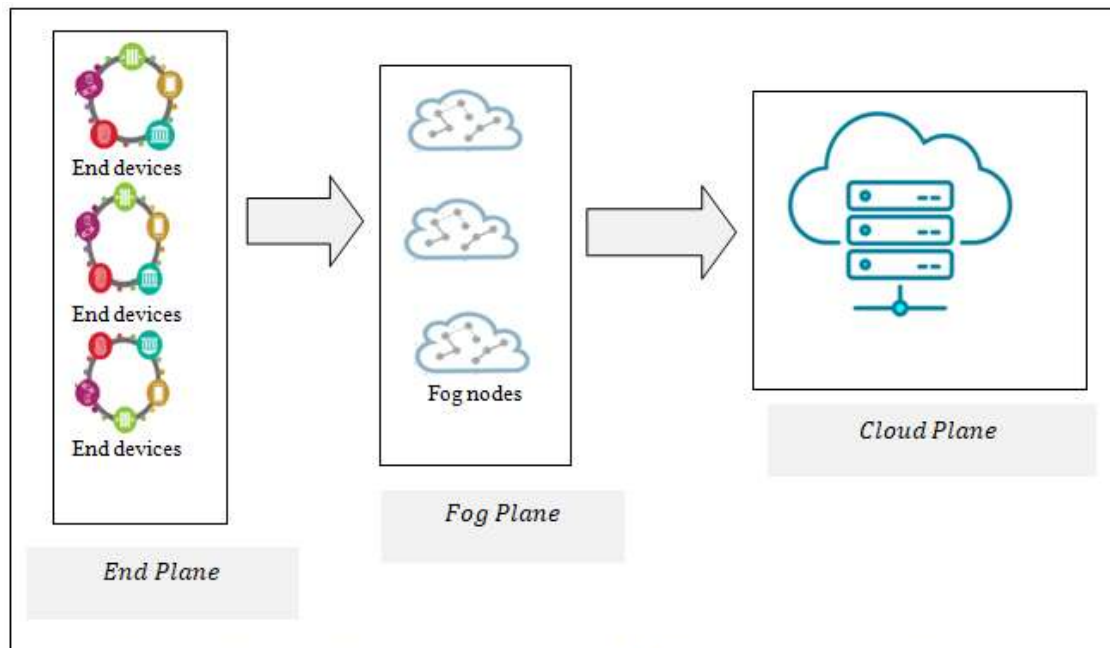 End devices
End devices
End devices
End Plane
Fog nodes
Fog Plane
Cloud Plane